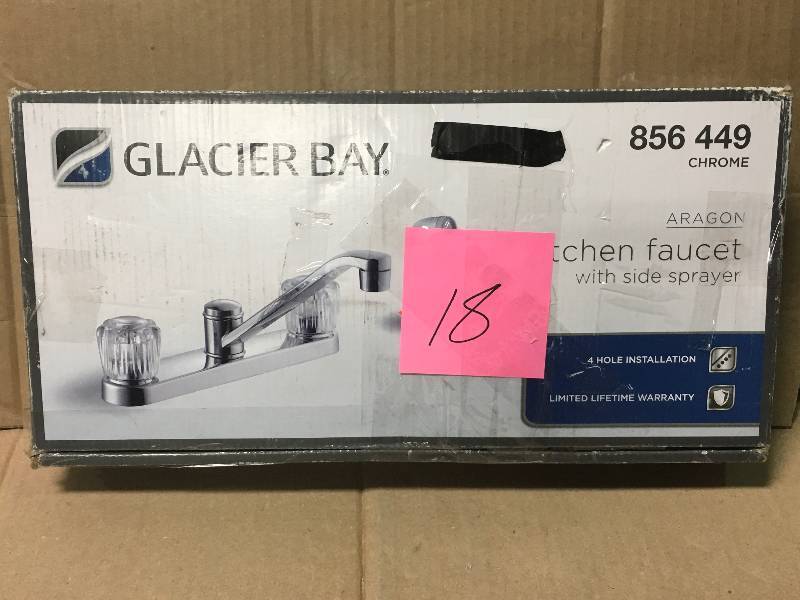 GLACIER BAY
856 449
CHROME
ARAGON
tchen faucet
with side sprayer
18
4 HOLE INSTALLATION
LIMITED LIFETIME WARRANTY